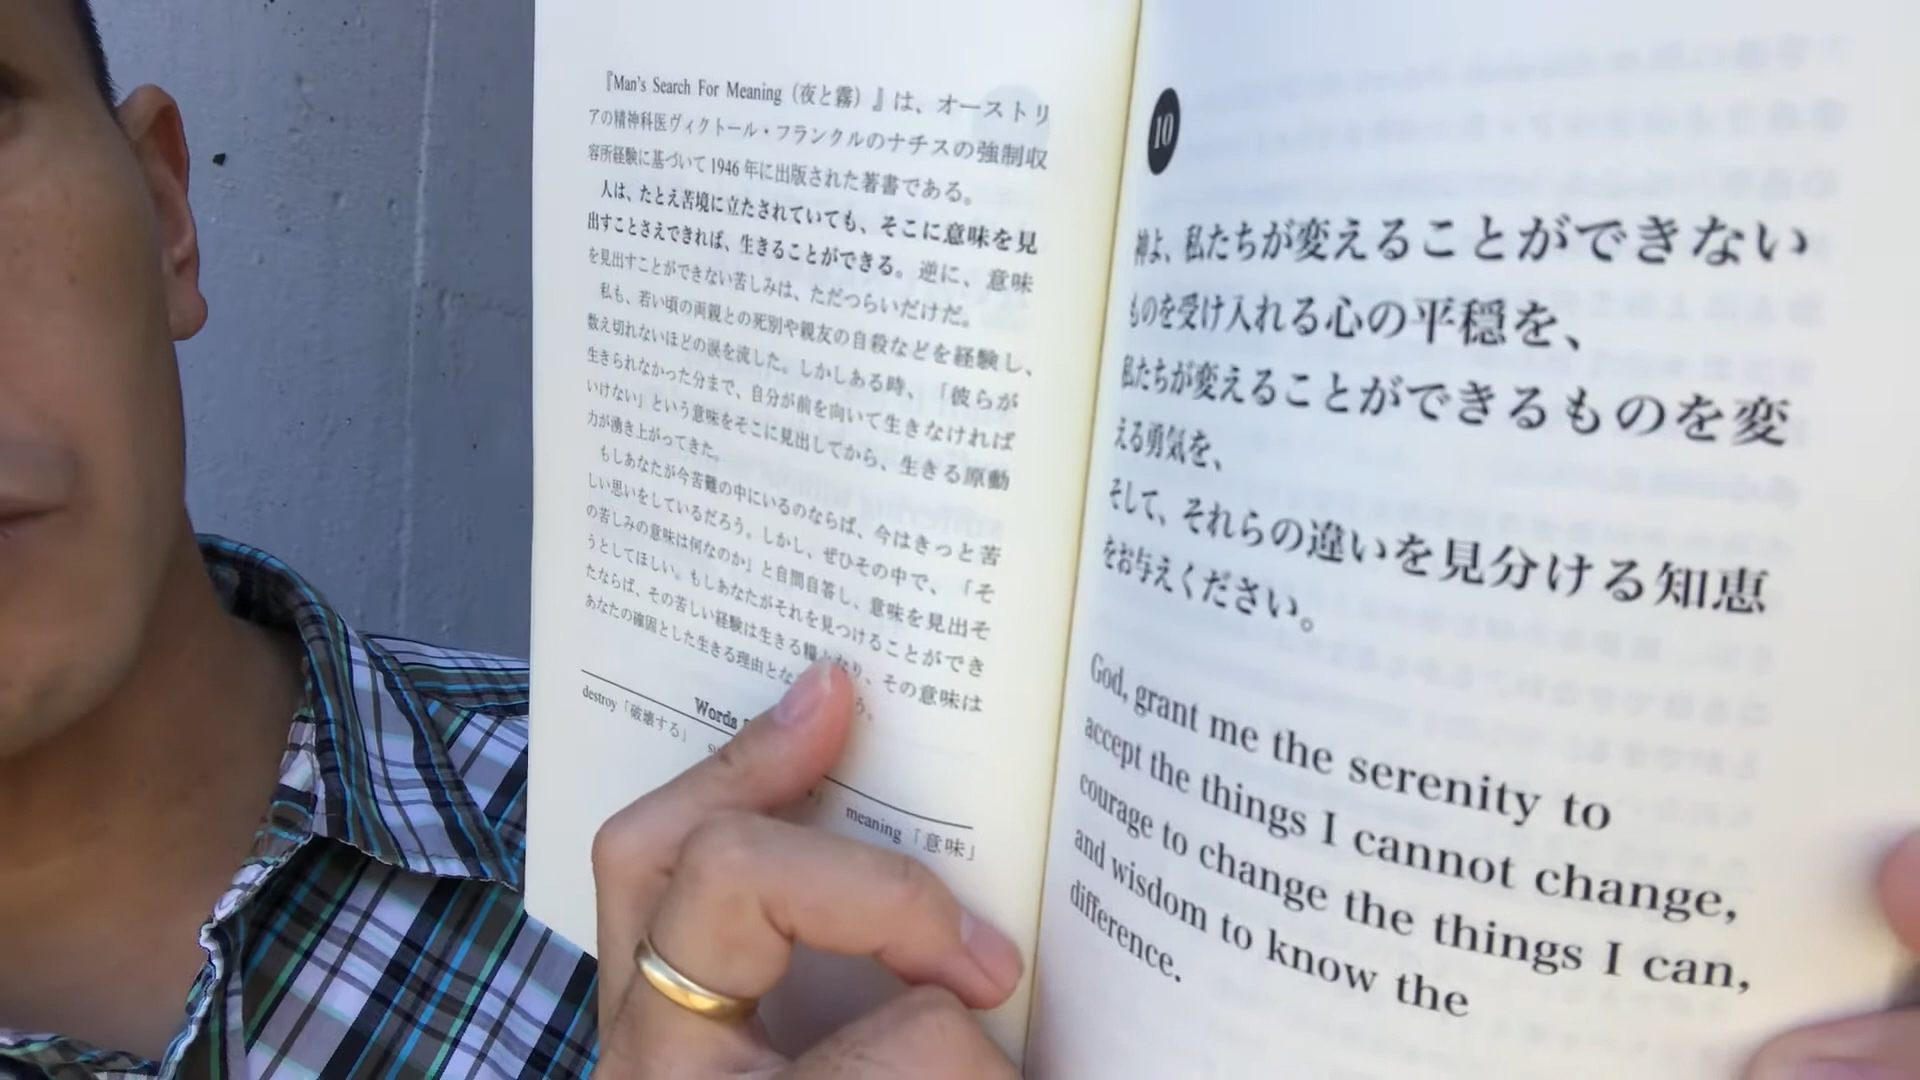 『Man's Search For Meaning（夜と霧）』は、オーストリ
アの精神科医ヴィクトール・フランクルのナチスの強制収
容所経験に基づいて1946年に出版された著書である。
人は、たとえ苦境に立たされていても、そこに意味を見
出すことさえできれば、生きることができる。逆に、意味
を見出すことができない苦しみは、ただつらいだけだ。
私も、若い頃の両親との死別や親友の自殺などを経験し、
数え切れないほどの涙を流した。しかしある時、「彼らが
生きられなかった分まで、自分が前を向いて生きなければ
いけない」という意味をそこに見出してから、生きる原動
力が湧き上がってきた。
もしあなたが今苦難の中にいるのならば、今はきっと苦
しい思いをしているだろう。しかし、ぜひその中で、「そ
の苦しみの意味は何なのか」と自問自答し、意味を見出そ
うとしてほしい。もしあなたがそれを見つけることができ
たならば、その苦しい経験は生きる糧となり、その意味は
あなたの確固とした生きる理由とな う。
Words
destroy「破壊する」
meaning「意味」
10
神よ、私たちが変えることができない
ものを受け入れる心の平穏を、
私たちが変えることができるものを変
える勇気を、
そして、それらの違いを見分ける知恵
をお与えください。
God, grant me the serenity to
accept the things I cannot change,
courage to change the things I can,
and wisdom to know the
difference.